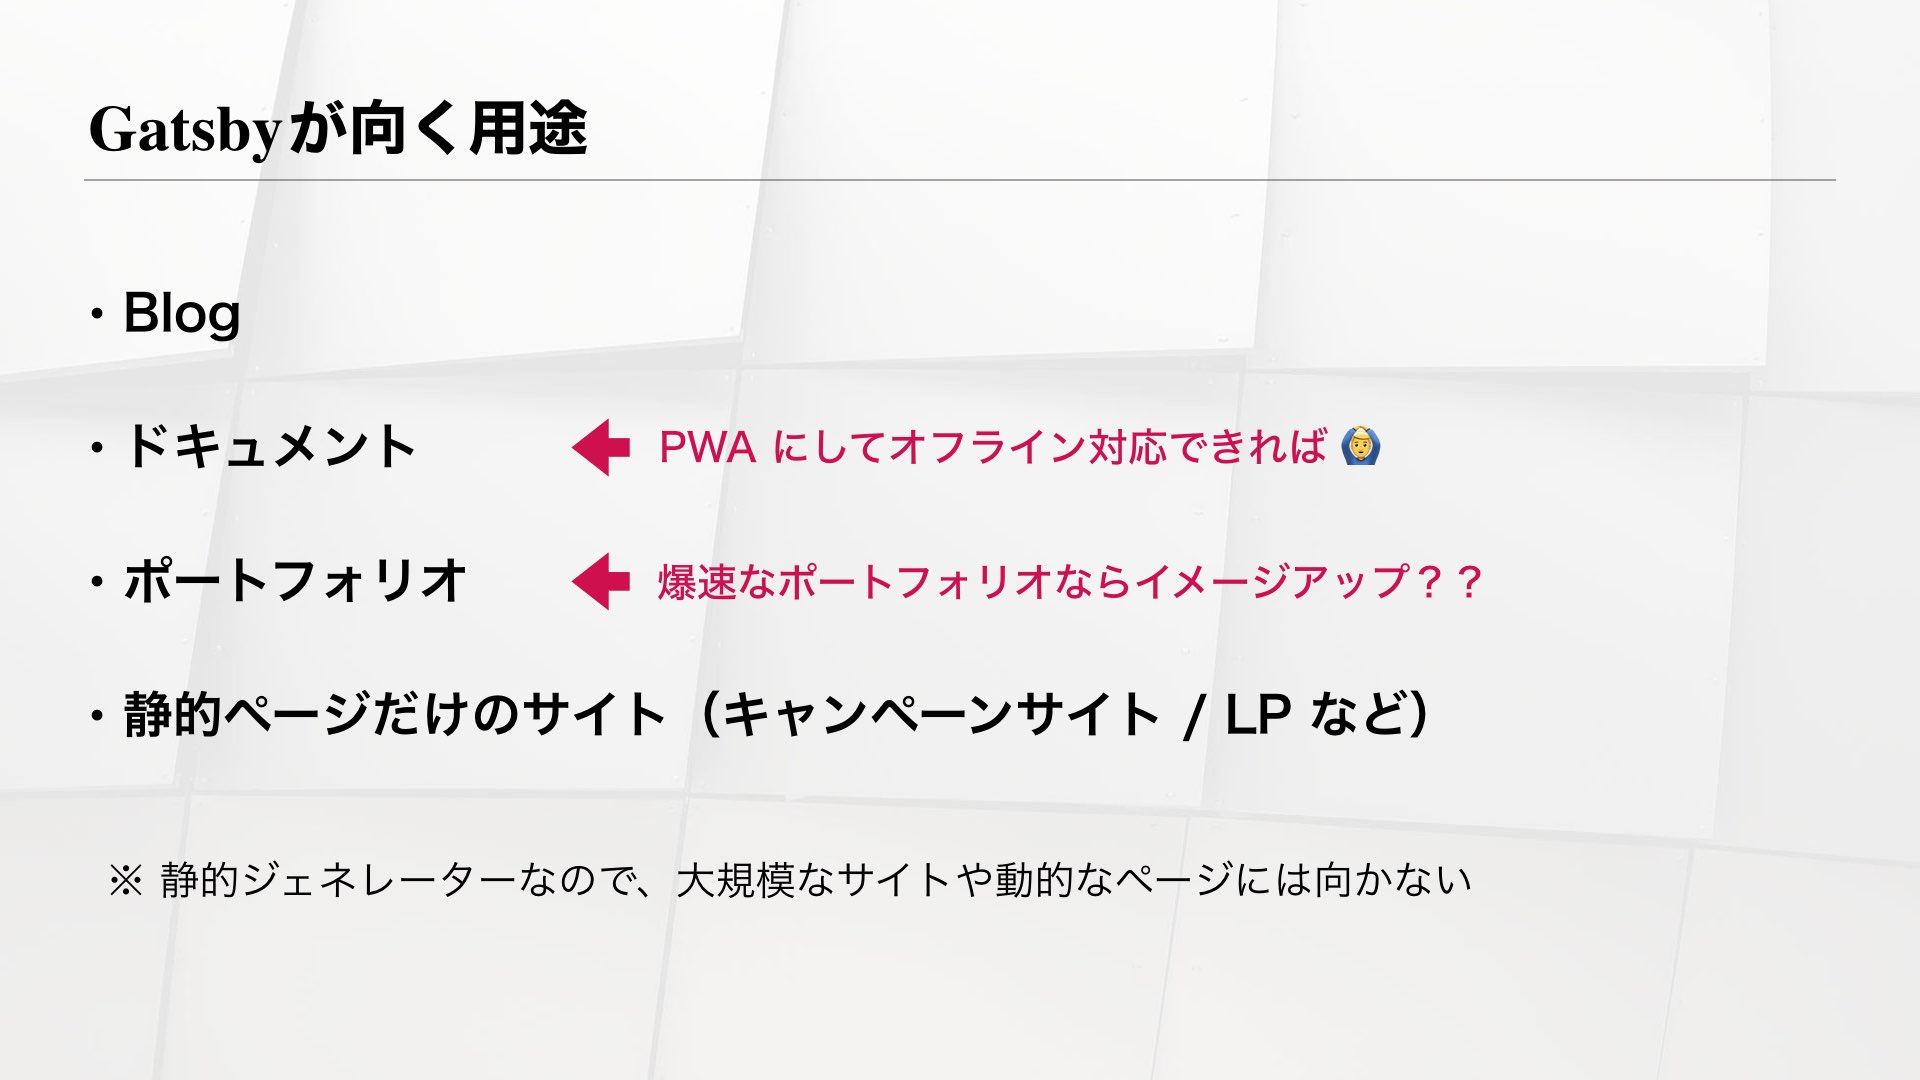 Gatsbyが向く用途
・Blog
・ドキュメント ← PWA にしてオフライン対応できれば 🙆‍♂️
・ポートフォリオ ← 爆速なポートフォリオならイメージアップ？？
・静的ページだけのサイト（キャンペーンサイト / LP など）
※ 静的ジェネレーターなので、大規模なサイトや動的なページには向かない